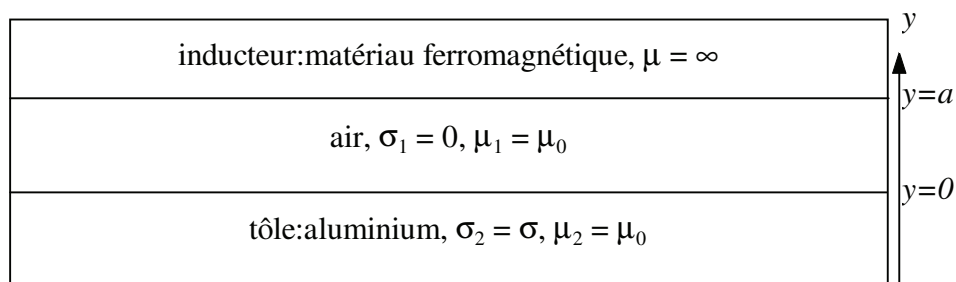 y
inducteur:matériau ferromagnétique, μ = ∞
y=a
air, σ₁ = 0, μ₁ = μ₀
y=0
tôle:aluminium, σ₂ = σ, μ₂ = μ₀